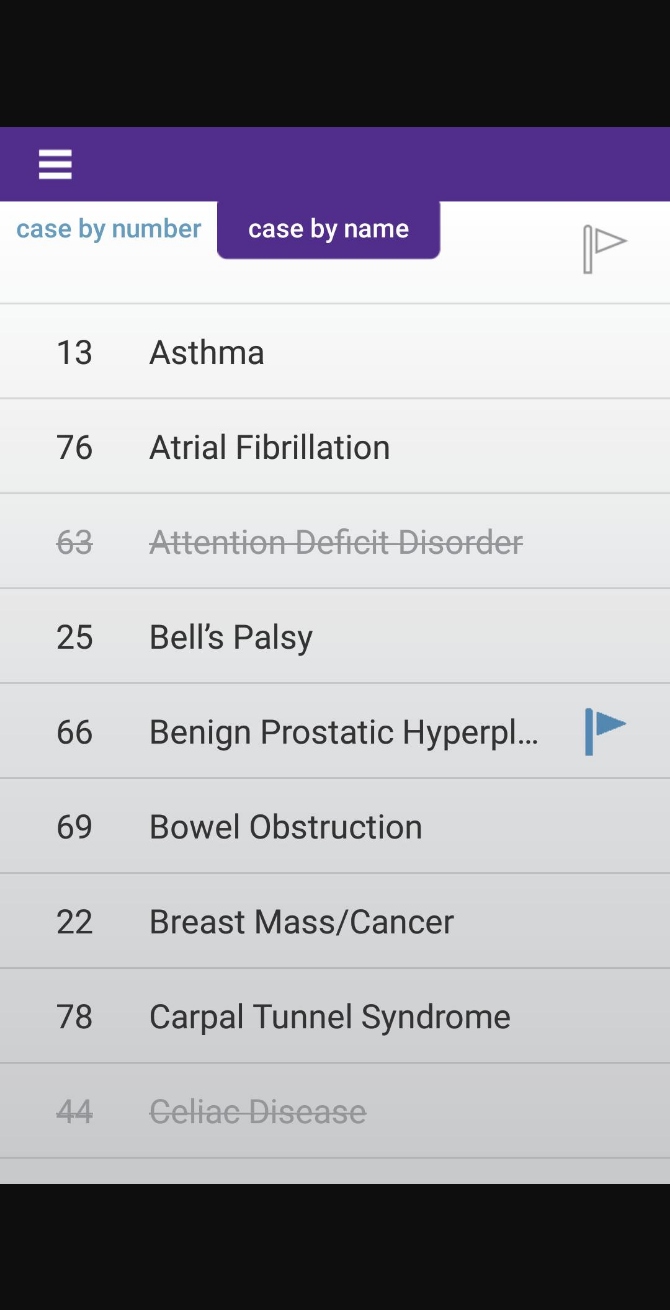 case by number case by name
13 Asthma
76 Atrial Fibrillation
63 Attention Deficit Disorder
25 Bell’s Palsy
66 Benign Prostatic Hyperpl...
69 Bowel Obstruction
22 Breast Mass/Cancer
78 Carpal Tunnel Syndrome
44 Celiac Disease